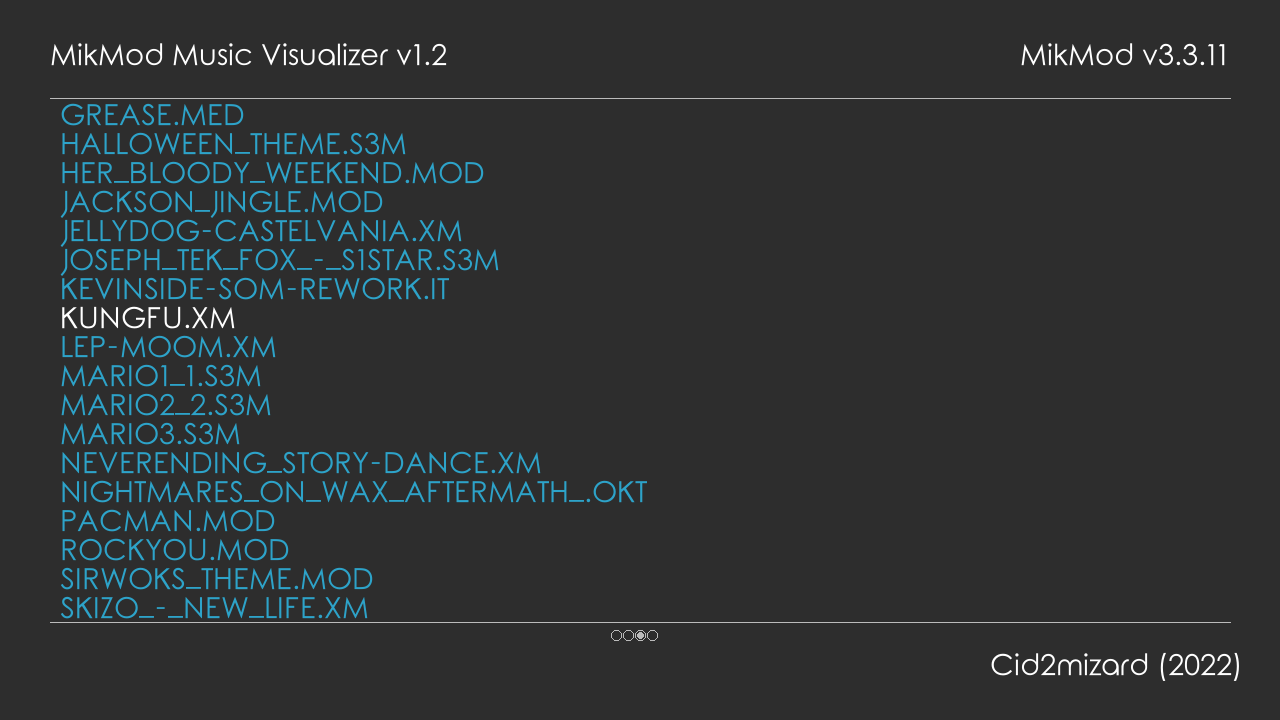 MikMod Music Visualizer v1.2
MikMod v3.3.11
GREASE.MED
HALLOWEEN_THEME.S3M
HER_BLOODY_WEEKEND.MOD
JACKSON_JINGLE.MOD
JELLYDOG-CASTELVANIA.XM
JOSEPH_TEK_FOX_-_S1STAR.S3M
KEVINSIDE-SOM-REWORK.IT
KUNGFU.XM
LEP-MOOM.XM
MARIO1_1.S3M
MARIO2_2.S3M
MARIO3.S3M
NEVERENDING_STORY-DANCE.XM
NIGHTMARES_ON_WAX_AFTERMATH_.OKT
PACMAN.MOD
ROCKYOU.MOD
SIRWOKS_THEME.MOD
SKIZO_-_NEW_LIFE.XM
Cid2mizard (2022)